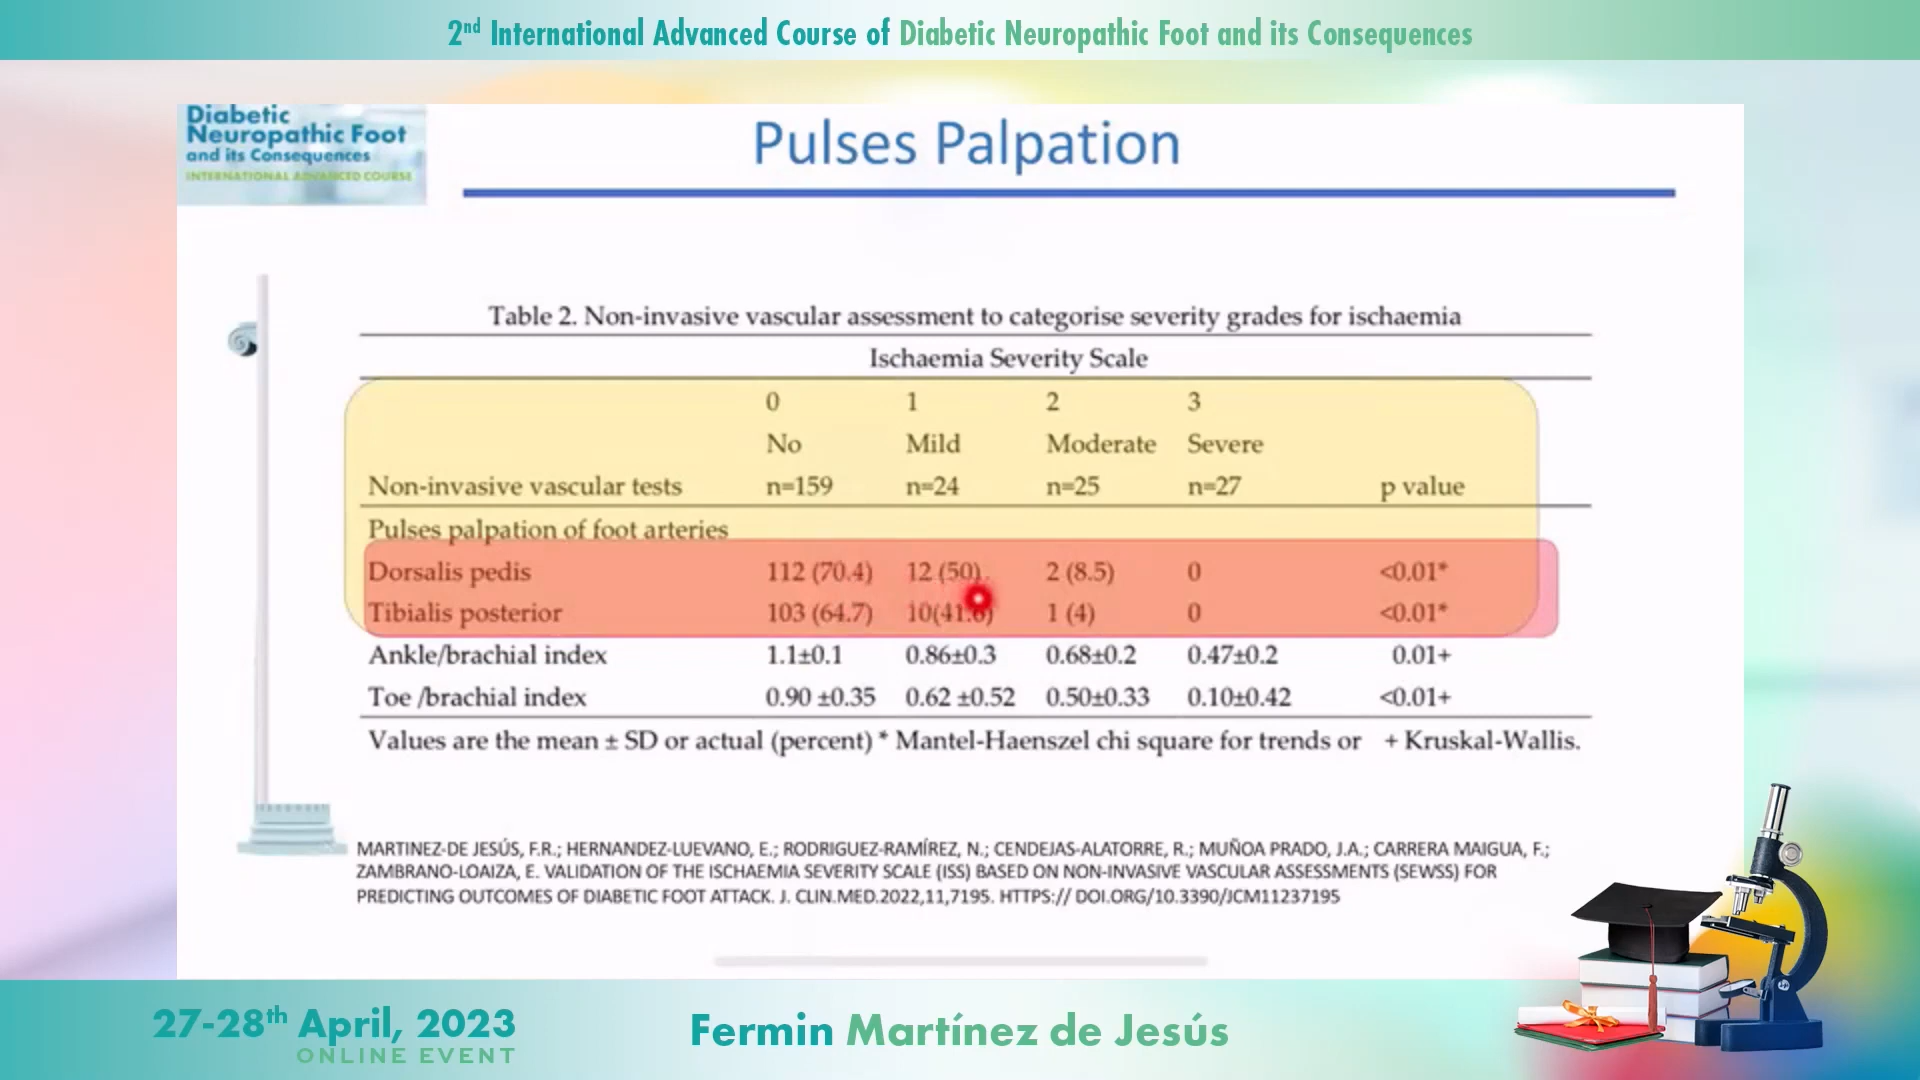 2nd International Advanced Course of Diabetic Neuropathic Foot and its Consequences
Diabetic
Neuropathic Foot
and its Consequences
INTERNATIONAL ADVANCED COURSE
Pulses Palpation
Table 2. Non-invasive vascular assessment to categorise severity grades for ischaemia
Ischaemia Severity Scale
0 1 2 3
No Mild Moderate Severe
Non-invasive vascular tests n=159 n=24 n=25 n=27 p value
Pulses palpation of foot arteries
Dorsalis pedis 112 (70.4) 12 (50) 2 (8.5) 0 <0.01*
Tibialis posterior 103 (64.7) 10(41.6) 1 (4) 0 <0.01*
Ankle/brachial index 1.1±0.1 0.86±0.3 0.68±0.2 0.47±0.2 0.01+
Toe /brachial index 0.90 ±0.35 0.62 ±0.52 0.50±0.33 0.10±0.42 <0.01+
Values are the mean ± SD or actual (percent) * Mantel-Haenszel chi square for trends or + Kruskal-Wallis.
MARTINEZ-DE JESÚS, F.R.; HERNANDEZ-LUEVANO, E.; RODRIGUEZ-RAMÍREZ, N.; CENDEJAS-ALATORRE, R.; MUÑOA PRADO, J.A.; CARRERA MAIGUA, F.;
ZAMBRANO-LOAIZA, E. VALIDATION OF THE ISCHAEMIA SEVERITY SCALE (ISS) BASED ON NON-INVASIVE VASCULAR ASSESSMENTS (SEWSS) FOR
PREDICTING OUTCOMES OF DIABETIC FOOT ATTACK. J. CLIN.MED.2022,11,7195. HTTPS:// DOI.ORG/10.3390/JCM11237195
27-28th April, 2023
ONLINE EVENT
Fermin Martínez de Jesús